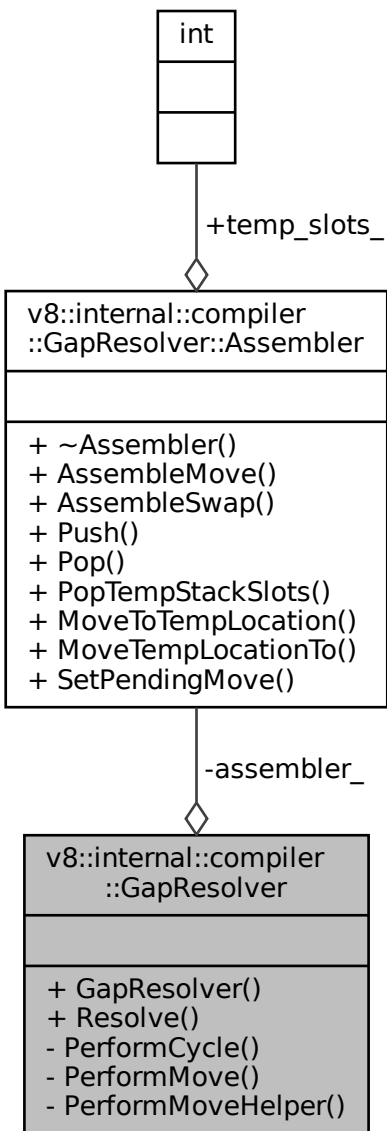 int
+temp_slots_
v8::internal::compiler
::GapResolver::Assembler
+ ~Assembler()
+ AssembleMove()
+ AssembleSwap()
+ Push()
+ Pop()
+ PopTempStackSlots()
+ MoveToTempLocation()
+ MoveTempLocationTo()
+ SetPendingMove()
-assembler_
v8::internal::compiler
::GapResolver
+ GapResolver()
+ Resolve()
- PerformCycle()
- PerformMove()
- PerformMoveHelper()